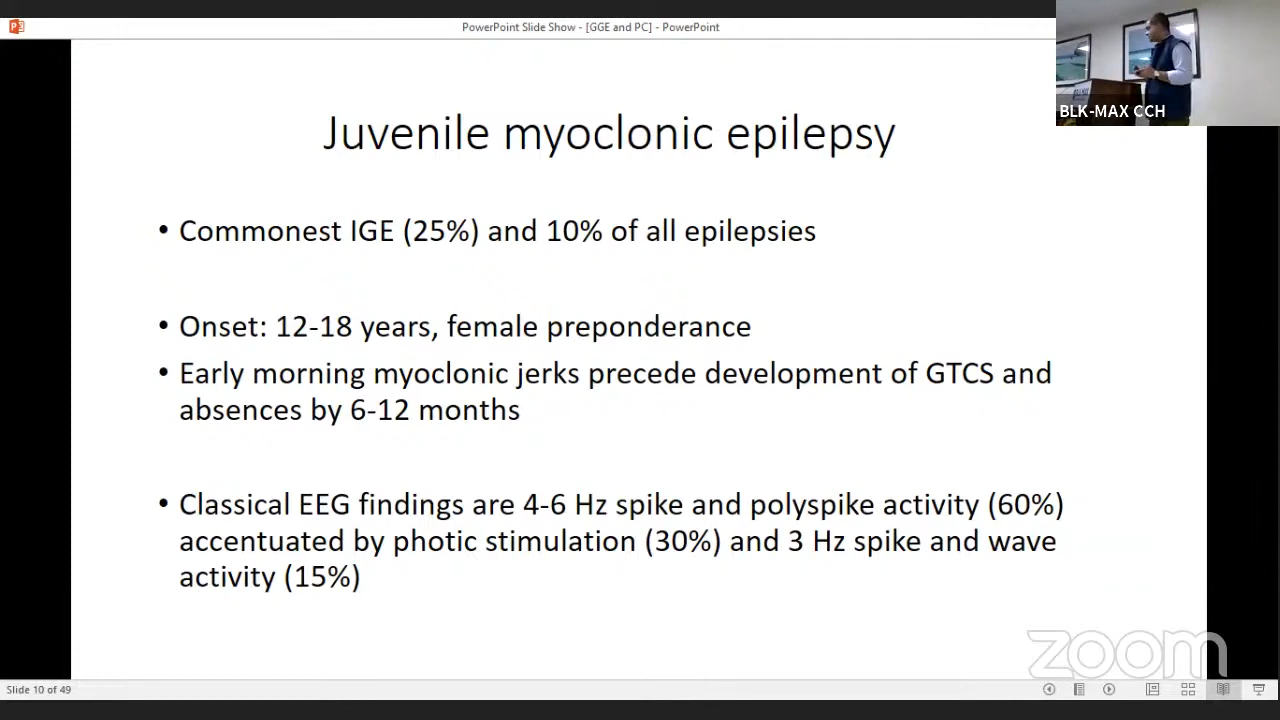 PowerPoint Slide Show - [GGE and PC] - PowerPoint
BLK-MAX CCH
Juvenile myoclonic epilepsy
• Commonest IGE (25%) and 10% of all epilepsies
• Onset: 12-18 years, female preponderance
• Early morning myoclonic jerks precede development of GTCS and
absences by 6-12 months
• Classical EEG findings are 4-6 Hz spike and polyspike activity (60%)
accentuated by photic stimulation (30%) and 3 Hz spike and wave
activity (15%)
zoom
Slide 10 of 49